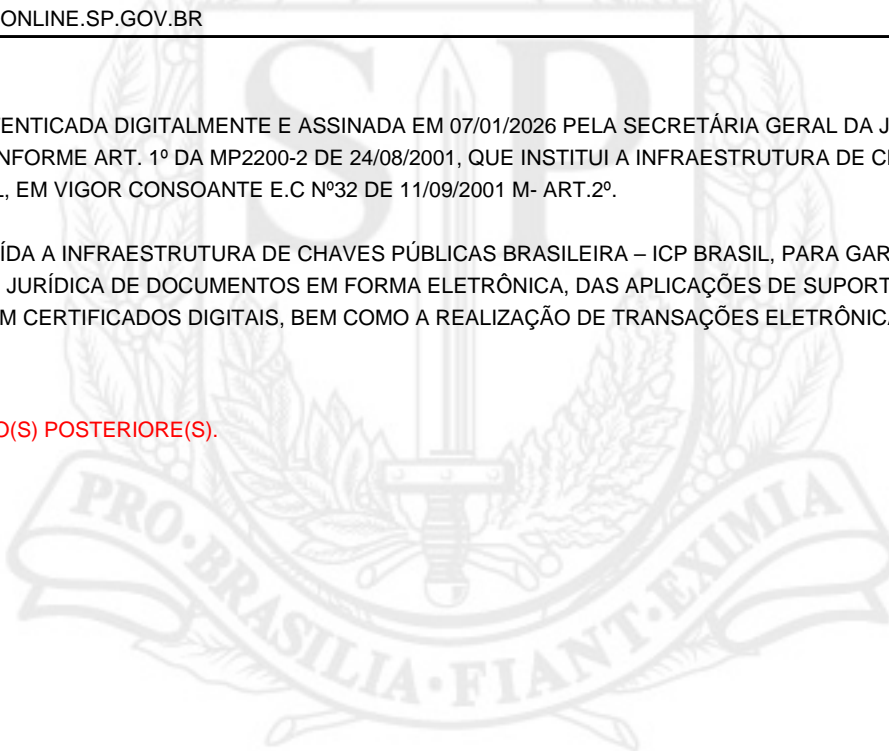 ONLINE.SP.GOV.BR
ENTICADA DIGITALMENTE E ASSINADA EM 07/01/2026 PELA SECRETÁRIA GERAL DA J
NFORME ART. 1º DA MP2200-2 DE 24/08/2001, QUE INSTITUI A INFRAESTRUTURA DE C
L, EM VIGOR CONSOANTE E.C Nº32 DE 11/09/2001 M- ART.2º.
ÍDA A INFRAESTRUTURA DE CHAVES PÚBLICAS BRASILEIRA – ICP BRASIL, PARA GAR
JURÍDICA DE DOCUMENTOS EM FORMA ELETRÔNICA, DAS APLICAÇÕES DE SUPORT
M CERTIFICADOS DIGITAIS, BEM COMO A REALIZAÇÃO DE TRANSAÇÕES ELETRÔNICA
O(S) POSTERIORE(S).
SP
PRO·BRASILIA·FIANT·EXIMIA